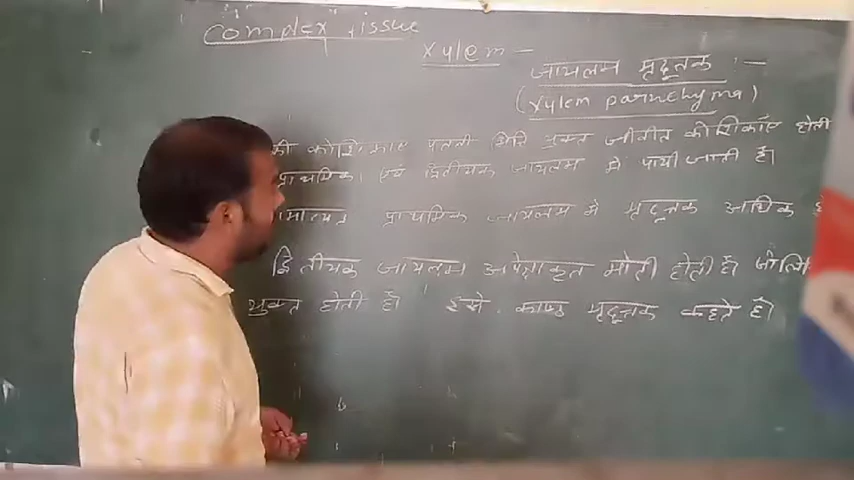 Complex tissue
Xylem -
जायलम मृदूतक :-
(Xylem parnchyma)
की कोशिकाए पतली भित्ति युक्त जीवीत कोशिकाए होती
प्राथमिक एवं द्वितीयक जायलम में पायी जाती है।
प्राथमिक जायलम में मृदूतक अधिक
द्वितीयक जायलम अपेक्षाकृत मोटी होती है।
युक्त होती है। इसे काष्ठ मृदूतक कहते है।